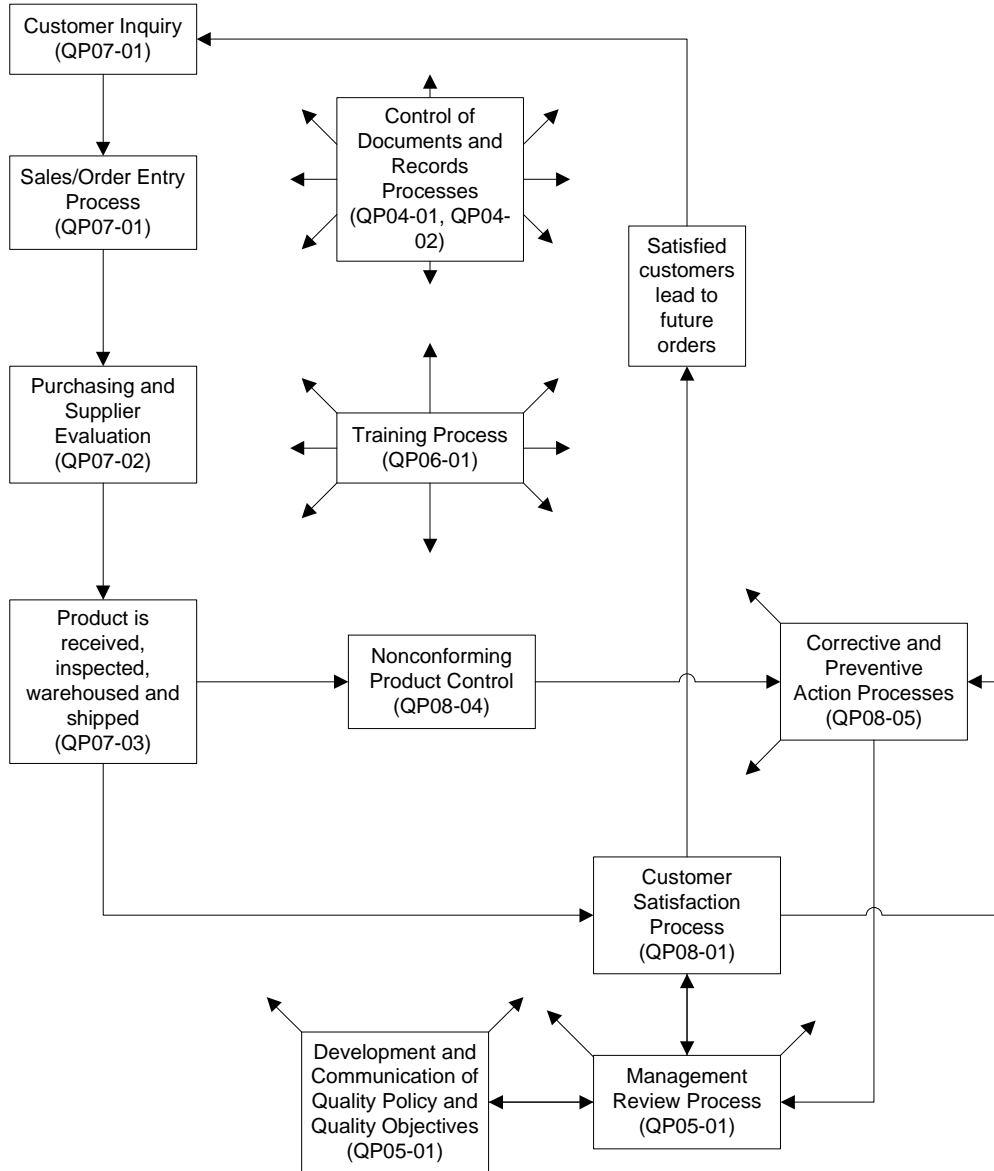 Customer Inquiry
(QP07-01)
Control of
Documents and
Records
Processes
(QP04-01, QP04-
02)
Sales/Order Entry
Process
(QP07-01)
Satisfied
customers
lead to
future
orders
Purchasing and
Supplier
Evaluation
(QP07-02)
Training Process
(QP06-01)
Product is
received,
inspected,
warehoused and
shipped
(QP07-03)
Nonconforming
Product Control
(QP08-04)
Corrective and
Preventive
Action Processes
(QP08-05)
Customer
Satisfaction
Process
(QP08-01)
Development and
Communication of
Quality Policy and
Quality Objectives
(QP05-01)
Management
Review Process
(QP05-01)